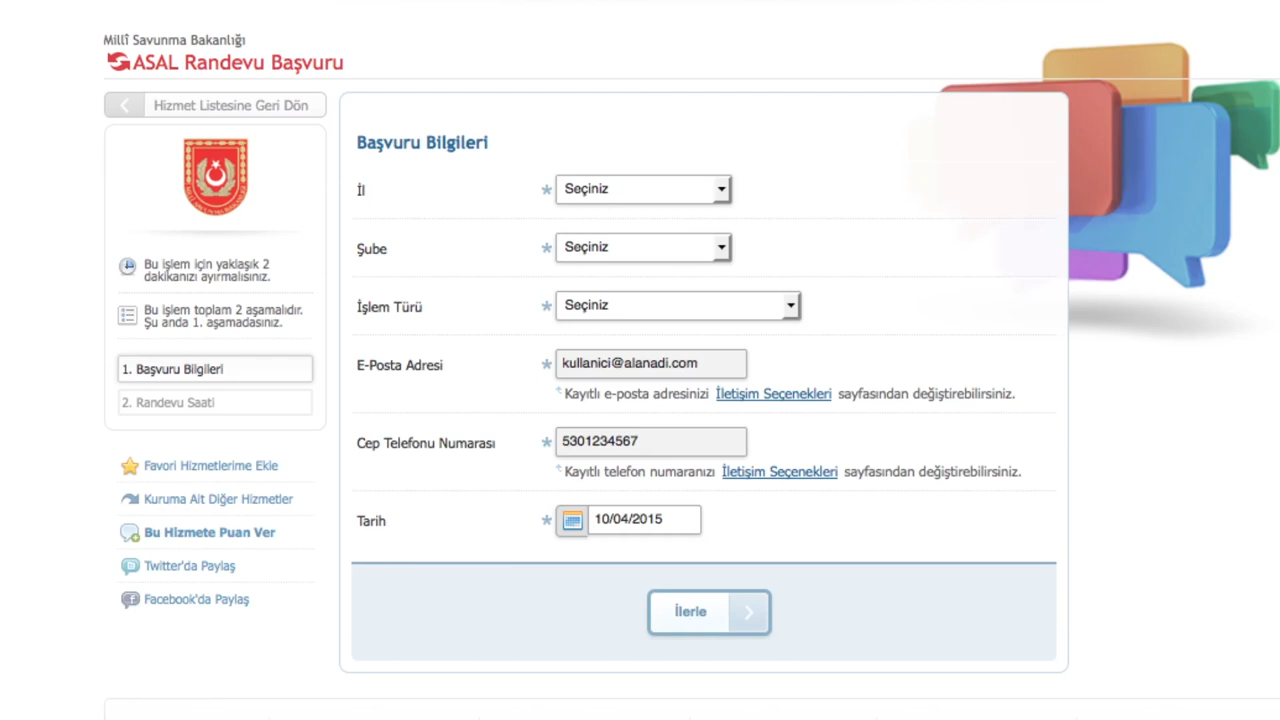 Millî Savunma Bakanlığı
ASAL Randevu Başvuru
Hizmet Listesine Geri Dön
MİLLİ SAVUNMA BAKANLIĞI
Bu işlem için yaklaşık 2
dakikanızı ayırmalısınız.
Bu işlem toplam 2 aşamalıdır.
Şu anda 1. aşamadasınız.
1. Başvuru Bilgileri
2. Randevu Saati
Favori Hizmetlerime Ekle
Kuruma Ait Diğer Hizmetler
Bu Hizmete Puan Ver
Twitter'da Paylaş
Facebook'da Paylaş
Başvuru Bilgileri
İl * Seçiniz
Şube * Seçiniz
İşlem Türü * Seçiniz
E-Posta Adresi * kullanici@alanadi.com
* Kayıtlı e-posta adresinizi İletişim Seçenekleri sayfasından değiştirebilirsiniz.
Cep Telefonu Numarası * 5301234567
* Kayıtlı telefon numaranızı İletişim Seçenekleri sayfasından değiştirebilirsiniz.
Tarih * 10/04/2015
İlerle